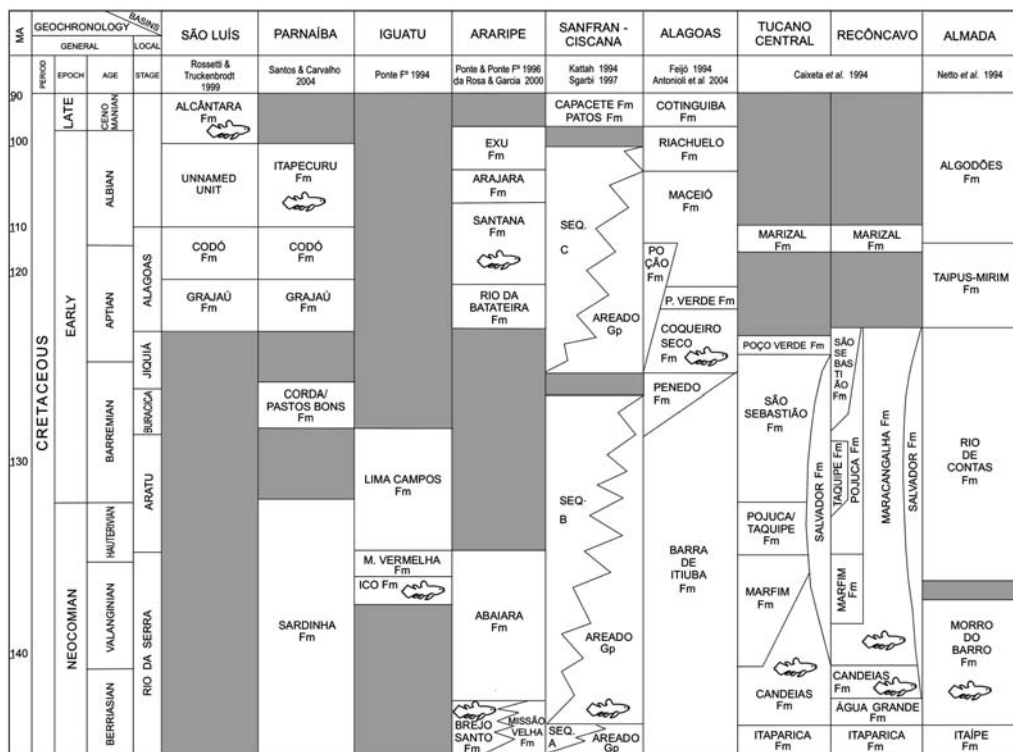 MA
GEOCHRONOLOGY
BASINS
GENERAL
LOCAL
PERIOD
EPOCH
AGE
STAGE
SÃO LUÍS
PARNAÍBA
IGUATU
ARARIPE
SANFRAN -
CISCANA
ALAGOAS
TUCANO
CENTRAL
RECÔNCAVO
ALMADA
Rossetti &
Truckenbrodt
1999
Santos & Carvalho
2004
Ponte Fº 1994
Ponte & Ponte Fº 1996
da Rosa & Garcia 2000
Kattah 1994
Sgarbi 1997
Feijó 1994
Antonioli et al 2004
Caixeta et al. 1994
Netto et al. 1994
90
100
110
120
130
140
CRETACEOUS
LATE
EARLY
NEOCOMIAN
CENO
MANIAN
ALBIAN
APTIAN
BARREMIAN
HAUTERIVIAN
VALANGINIAN
BERRIASIAN
ALAGOAS
JIQUIÁ
BURACICA
ARATU
RIO DA SERRA
ALCÂNTARA
Fm
UNNAMED
UNIT
CODÓ
Fm
GRAJAÚ
Fm
ITAPECURU
Fm
CODÓ
Fm
GRAJAÚ
Fm
CORDA/
PASTOS BONS
Fm
SARDINHA
Fm
LIMA CAMPOS
Fm
M. VERMELHA
Fm
ICO Fm
EXU
Fm
ARAJARA
Fm
SANTANA
Fm
RIO DA
BATATEIRA
Fm
ABAIARA
Fm
BREJO
SANTO
Fm
MISSÃO
VELHA
Fm
CAPACETE Fm
PATOS Fm
SEQ.
C
AREADO
Gp
SEQ.
B
AREADO
Gp
SEQ.
A
AREADO
Gp
COTINGUIBA
Fm
RIACHUELO
Fm
MACEIÓ
Fm
PO
ÇÃO
Fm
P. VERDE Fm
COQUEIRO
SECO
Fm
PENEDO
Fm
BARRA
DE
ITIUBA
Fm
MARIZAL
Fm
POÇO VERDE Fm
SÃO
SEBASTIÃO
Fm
POJUCA/
TAQUIPE
Fm
MARFIM
Fm
SALVADOR Fm
CANDEIAS
Fm
ITAPARICA
Fm
MARIZAL
Fm
SÃO
SE
BAS
TI
ÃO
Fm
TAQUIPE Fm
POJUCA Fm
MARACANGALHA Fm
SALVADOR Fm
MARFIM
Fm
CANDEIAS
Fm
ÁGUA GRANDE
Fm
ITAPARICA
Fm
ALGODÕES
Fm
TAIPUS-MIRIM
Fm
RIO
DE
CONTAS
Fm
MORRO
DO
BARRO
Fm
ITAÍPE
Fm